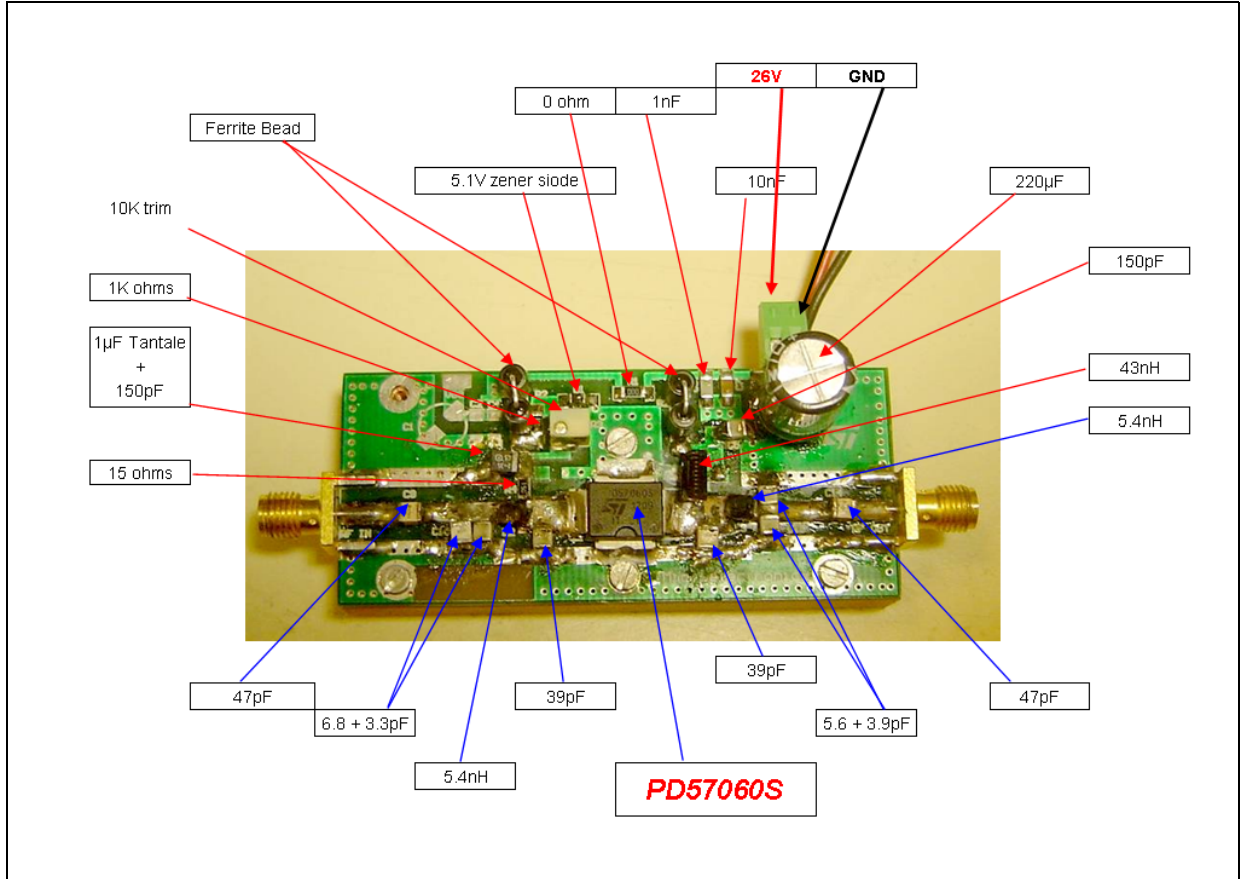 26V GND
0 ohm 1nF
Ferrite Bead
5.1V zener siode
10nF
220µF
10K trim
150pF
1K ohms
1µF Tantale
+
150pF
43nH
5.4nH
15 ohms
39pF
47pF
39pF
47pF
6.8 + 3.3pF
5.6 + 3.9pF
5.4nH
PD57060S